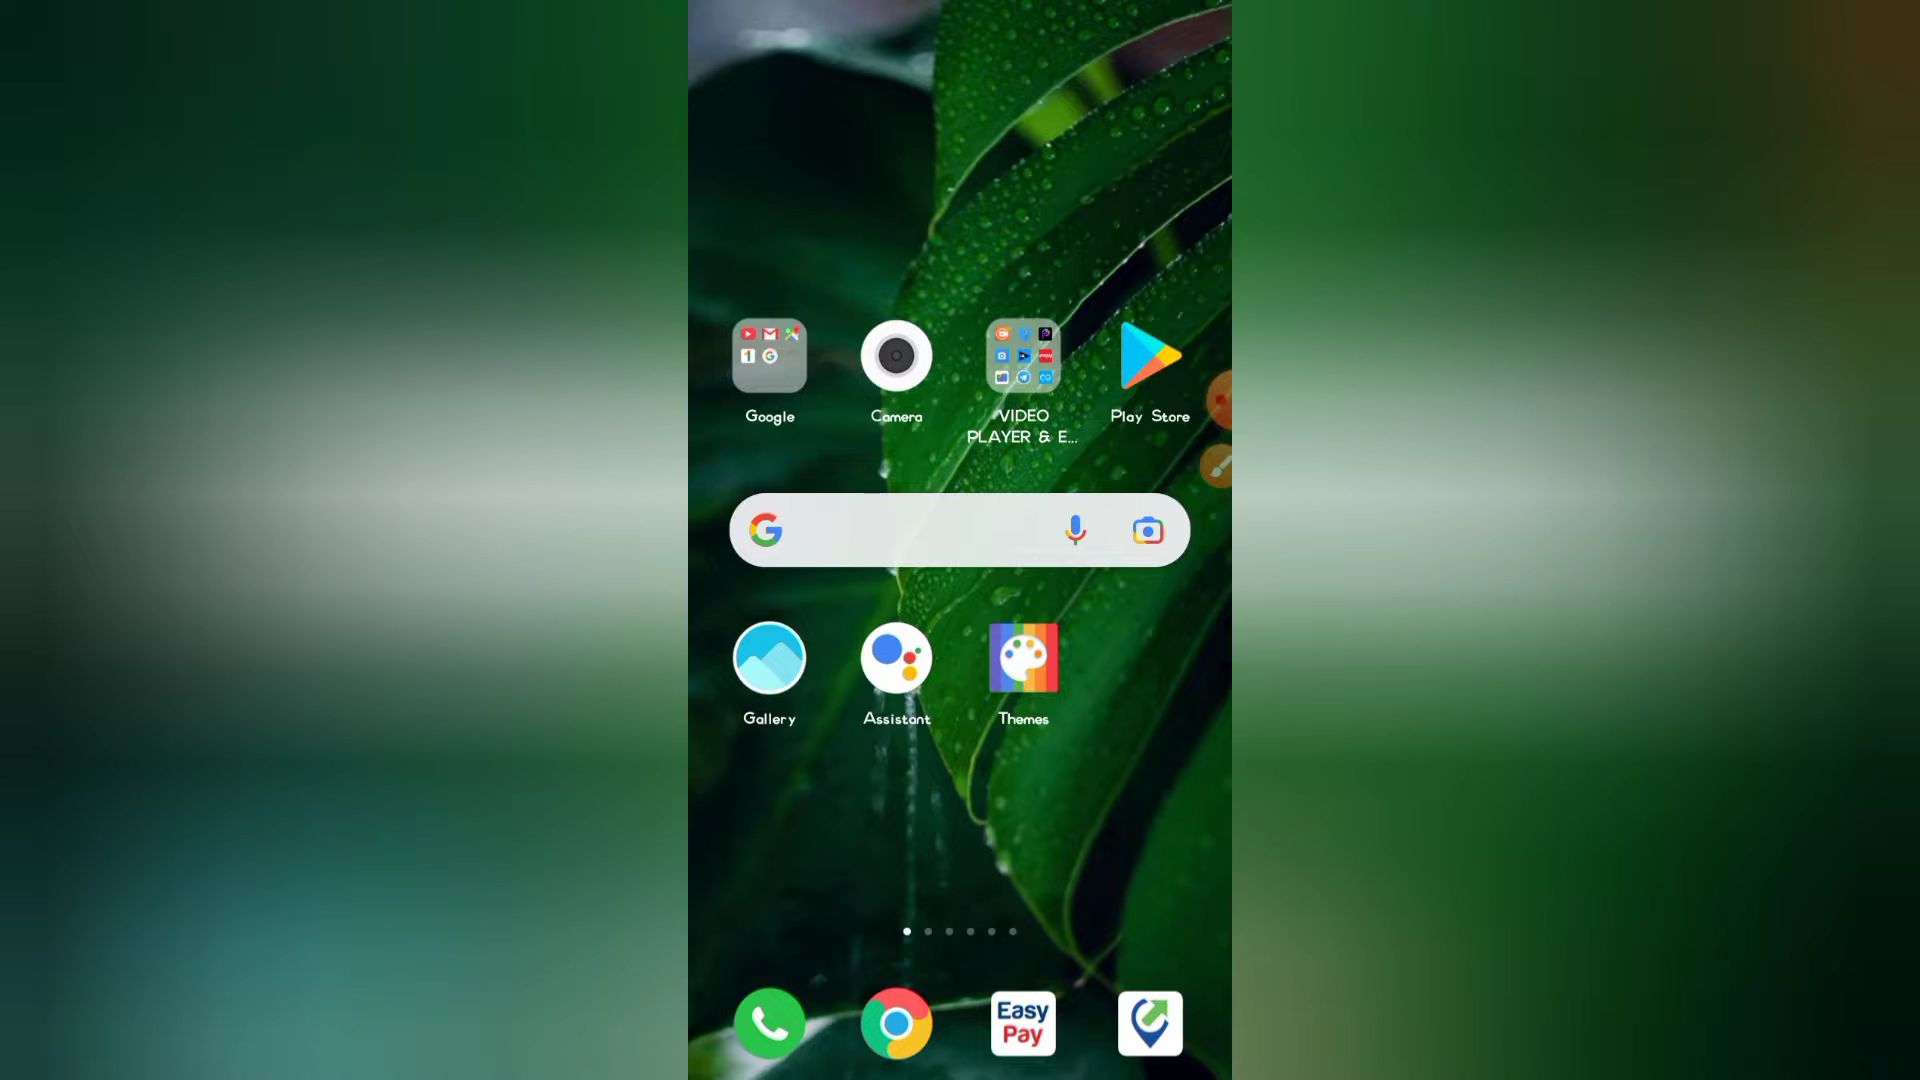 Google
Camera
VIDEO
PLAYER & E...
Play Store
Gallery
Assistant
Themes
Easy
Pay